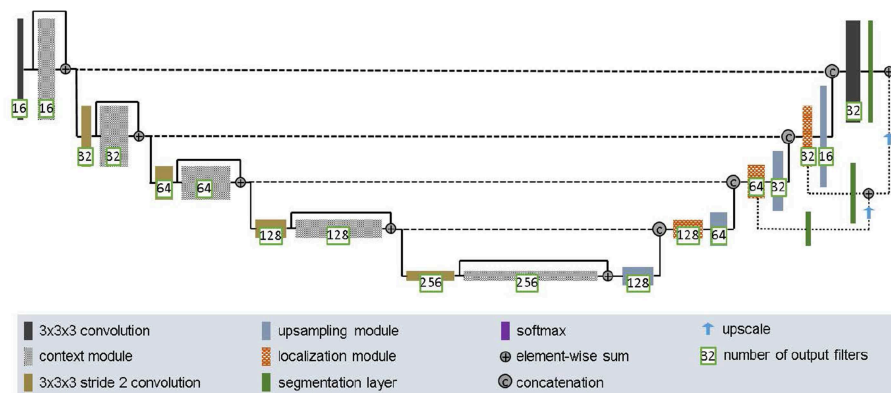 16
16
32
32
64
64
128
128
256
256
128
C
128
64
C
64
32
C
32
16
C
32
3x3x3 convolution
context module
3x3x3 stride 2 convolution
upsampling module
localization module
segmentation layer
softmax
element-wise sum
C
concatenation
upscale
32
number of output filters